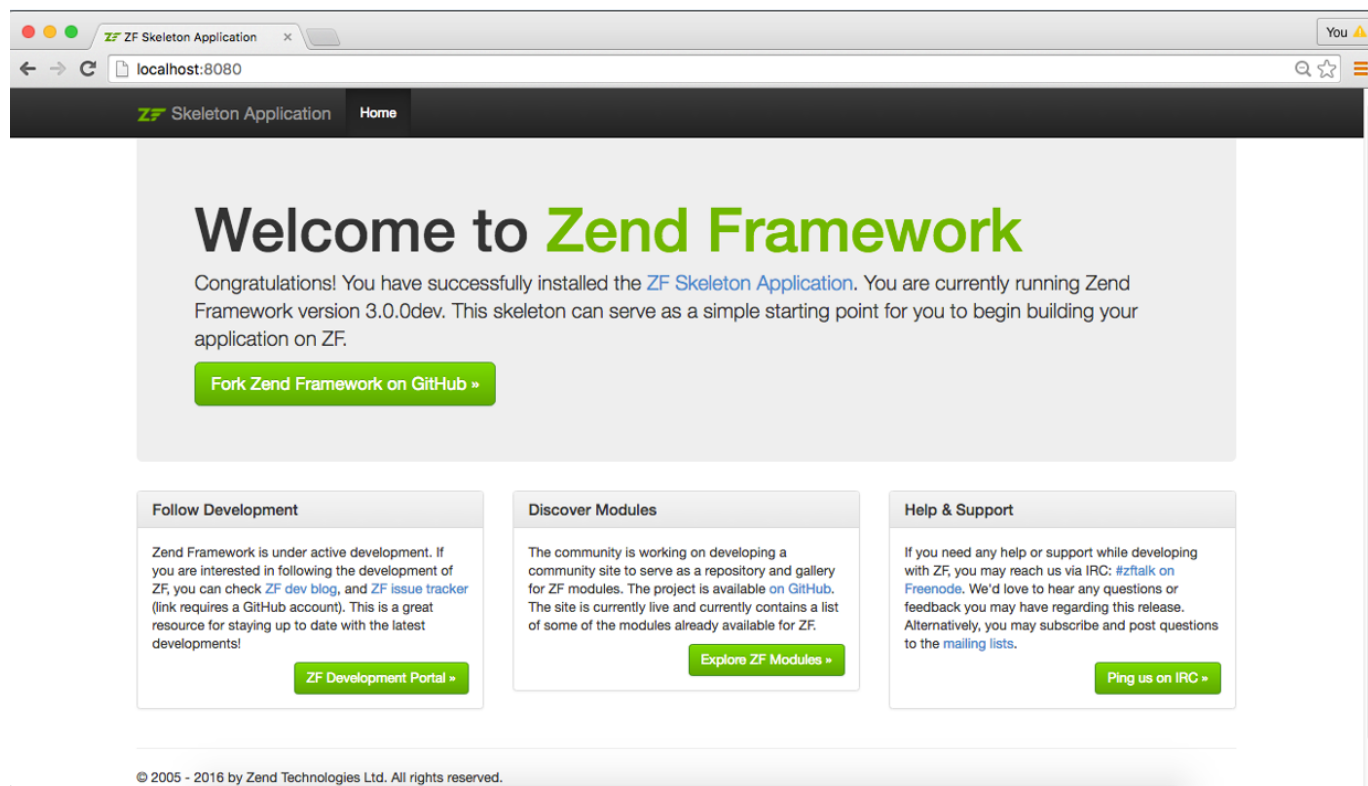 ZF ZF Skeleton Application ×
You
localhost:8080
ZF Skeleton Application Home
Welcome to Zend Framework
Congratulations! You have successfully installed the ZF Skeleton Application. You are currently running Zend
Framework version 3.0.0dev. This skeleton can serve as a simple starting point for you to begin building your
application on ZF.
Fork Zend Framework on GitHub »
Follow Development
Zend Framework is under active development. If
you are interested in following the development of
ZF, you can check ZF dev blog, and ZF issue tracker
(link requires a GitHub account). This is a great
resource for staying up to date with the latest
developments!
ZF Development Portal »
Discover Modules
The community is working on developing a
community site to serve as a repository and gallery
for ZF modules. The project is available on GitHub.
The site is currently live and currently contains a list
of some of the modules already available for ZF.
Explore ZF Modules »
Help & Support
If you need any help or support while developing
with ZF, you may reach us via IRC: #zftalk on
Freenode. We'd love to hear any questions or
feedback you may have regarding this release.
Alternatively, you may subscribe and post questions
to the mailing lists.
Ping us on IRC »
© 2005 - 2016 by Zend Technologies Ltd. All rights reserved.